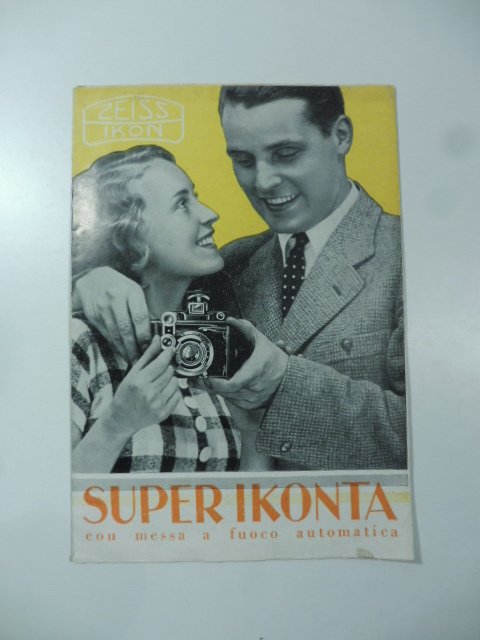 ZEISS
IKON
SUPER IKONTA
con messa a fuoco automatica